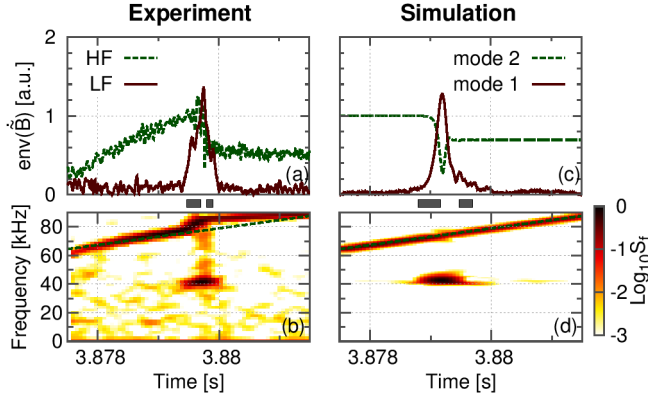 Experiment
Simulation
env(B̃) [a.u.]
2
1
0
HF
LF
(a)
mode 2
mode 1
(c)
Frequency [kHz]
80
60
40
20
0
(b)
(d)
3.878
3.88
3.878
3.88
Time [s]
Time [s]
0
-1
-2
-3
Log10Sf